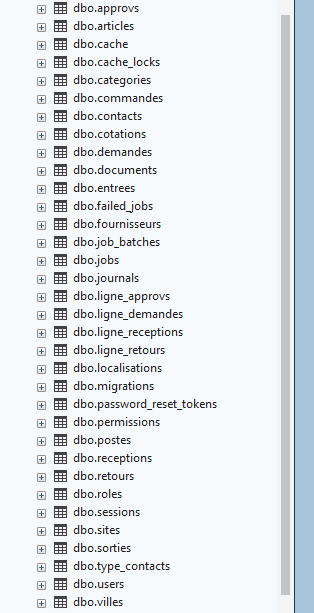 dbo.approvs
dbo.articles
dbo.cache
dbo.cache_locks
dbo.categories
dbo.commandes
dbo.contacts
dbo.cotations
dbo.demandes
dbo.documents
dbo.entrees
dbo.failed_jobs
dbo.fournisseurs
dbo.job_batches
dbo.jobs
dbo.journals
dbo.ligne_approvs
dbo.ligne_demandes
dbo.ligne_receptions
dbo.ligne_retours
dbo.localisations
dbo.migrations
dbo.password_reset_tokens
dbo.permissions
dbo.postes
dbo.receptions
dbo.retours
dbo.roles
dbo.sessions
dbo.sites
dbo.sorties
dbo.type_contacts
dbo.users
dbo.villes